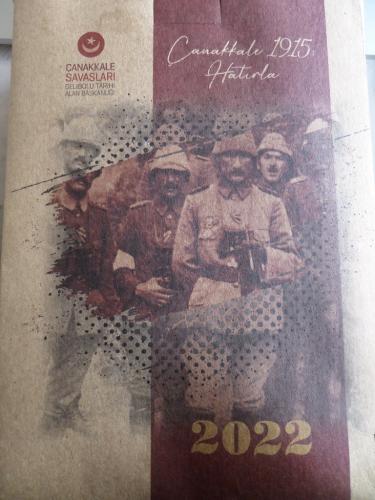 ÇANAKKALE
SAVAŞLARI
GELİBOLU TARİHİ
ALAN BAŞKANLIĞI
Çanakkale 1915'i
Hatırla
2022